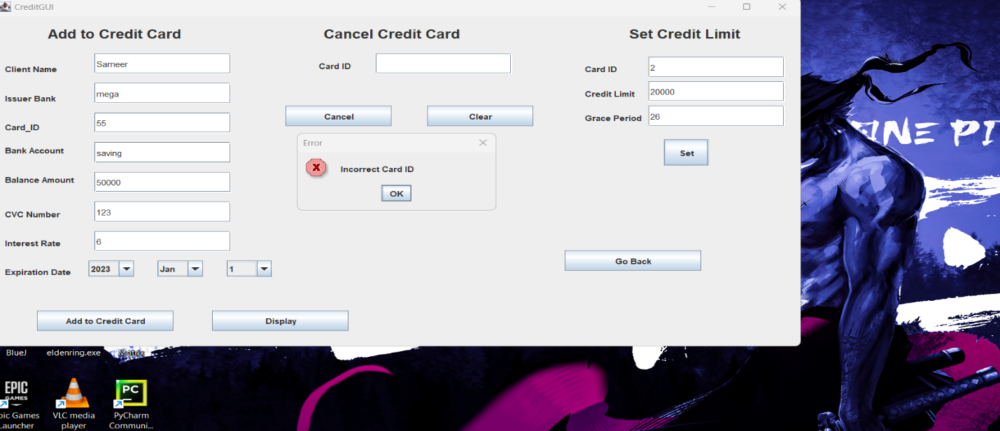 CreditGUI
Add to Credit Card
Client Name Sameer
Issuer Bank mega
Card_ID 55
Bank Account saving
Balance Amount 50000
CVC Number 123
Interest Rate 6
Expiration Date 2023 Jan 1
Add to Credit Card Display
Cancel Credit Card
Card ID
Cancel Clear
Error
X
Incorrect Card ID
OK
Set Credit Limit
Card ID 2
Credit Limit 20000
Grace Period 26
Set
Go Back
PI
BlueJ eldenring.exe Motrix
EPIC
GAMES
PC
pic Games
Launcher
VLC media
player
PyCharm
Communi...